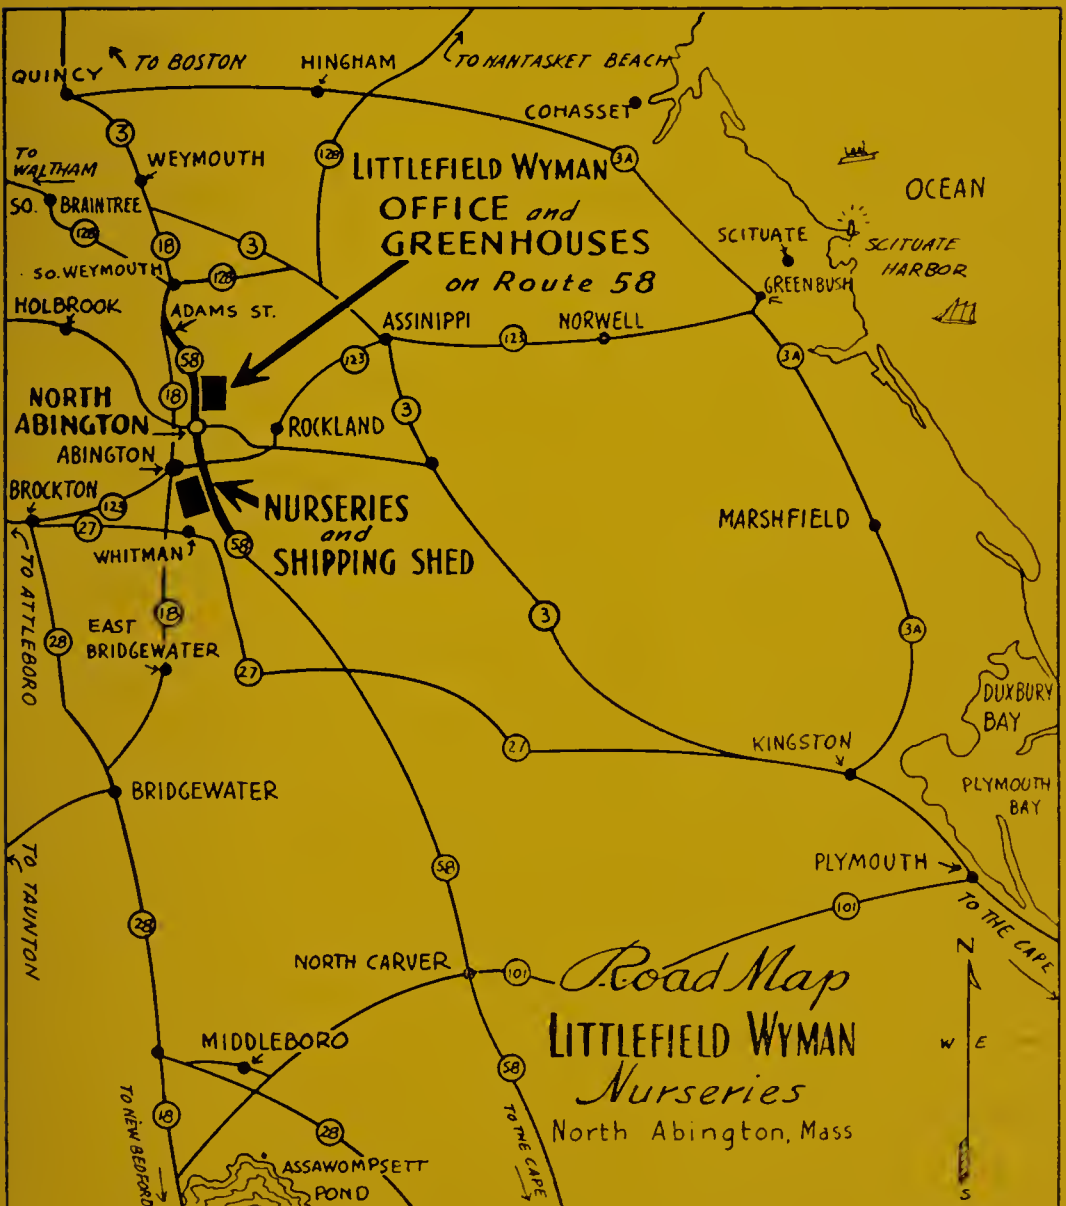 TO BOSTON
HINGHAM
TO NANTASKET BEACH
QUINCY
COHASSET
3
128
3A
TO
WALTHAM
WEYMOUTH
LITTLEFIELD WYMAN
OFFICE and
GREENHOUSES
on Route 58
OCEAN
SO. BRAINTREE
128
18
3
SCITUATE
SCITUATE
HARBOR
SO. WEYMOUTH
128
GREENBUSH
HOLBROOK
ADAMS ST.
ASSINIPPI
123
NORWELL
58
123
3A
18
3
NORTH
ABINGTON
ROCKLAND
ABINGTON
BROCKTON
123
27
NURSERIES
and
SHIPPING SHED
MARSHFIELD
WHITMAN
58
TO ATTLEBORO
18
3
3A
28
EAST
BRIDGEWATER
27
DUXBURY
BAY
27
KINGSTON
BRIDGEWATER
PLYMOUTH
BAY
TO TAUNTON
58
PLYMOUTH
101
TO THE CAPE
28
NORTH CARVER
101
Road Map
LITTLEFIELD WYMAN
Nurseries
North Abington, Mass
N
W E
S
MIDDLEBORO
58
TO NEW BEDFORD
18
28
TO THE CAPE
ASSAWOMPSETT
POND